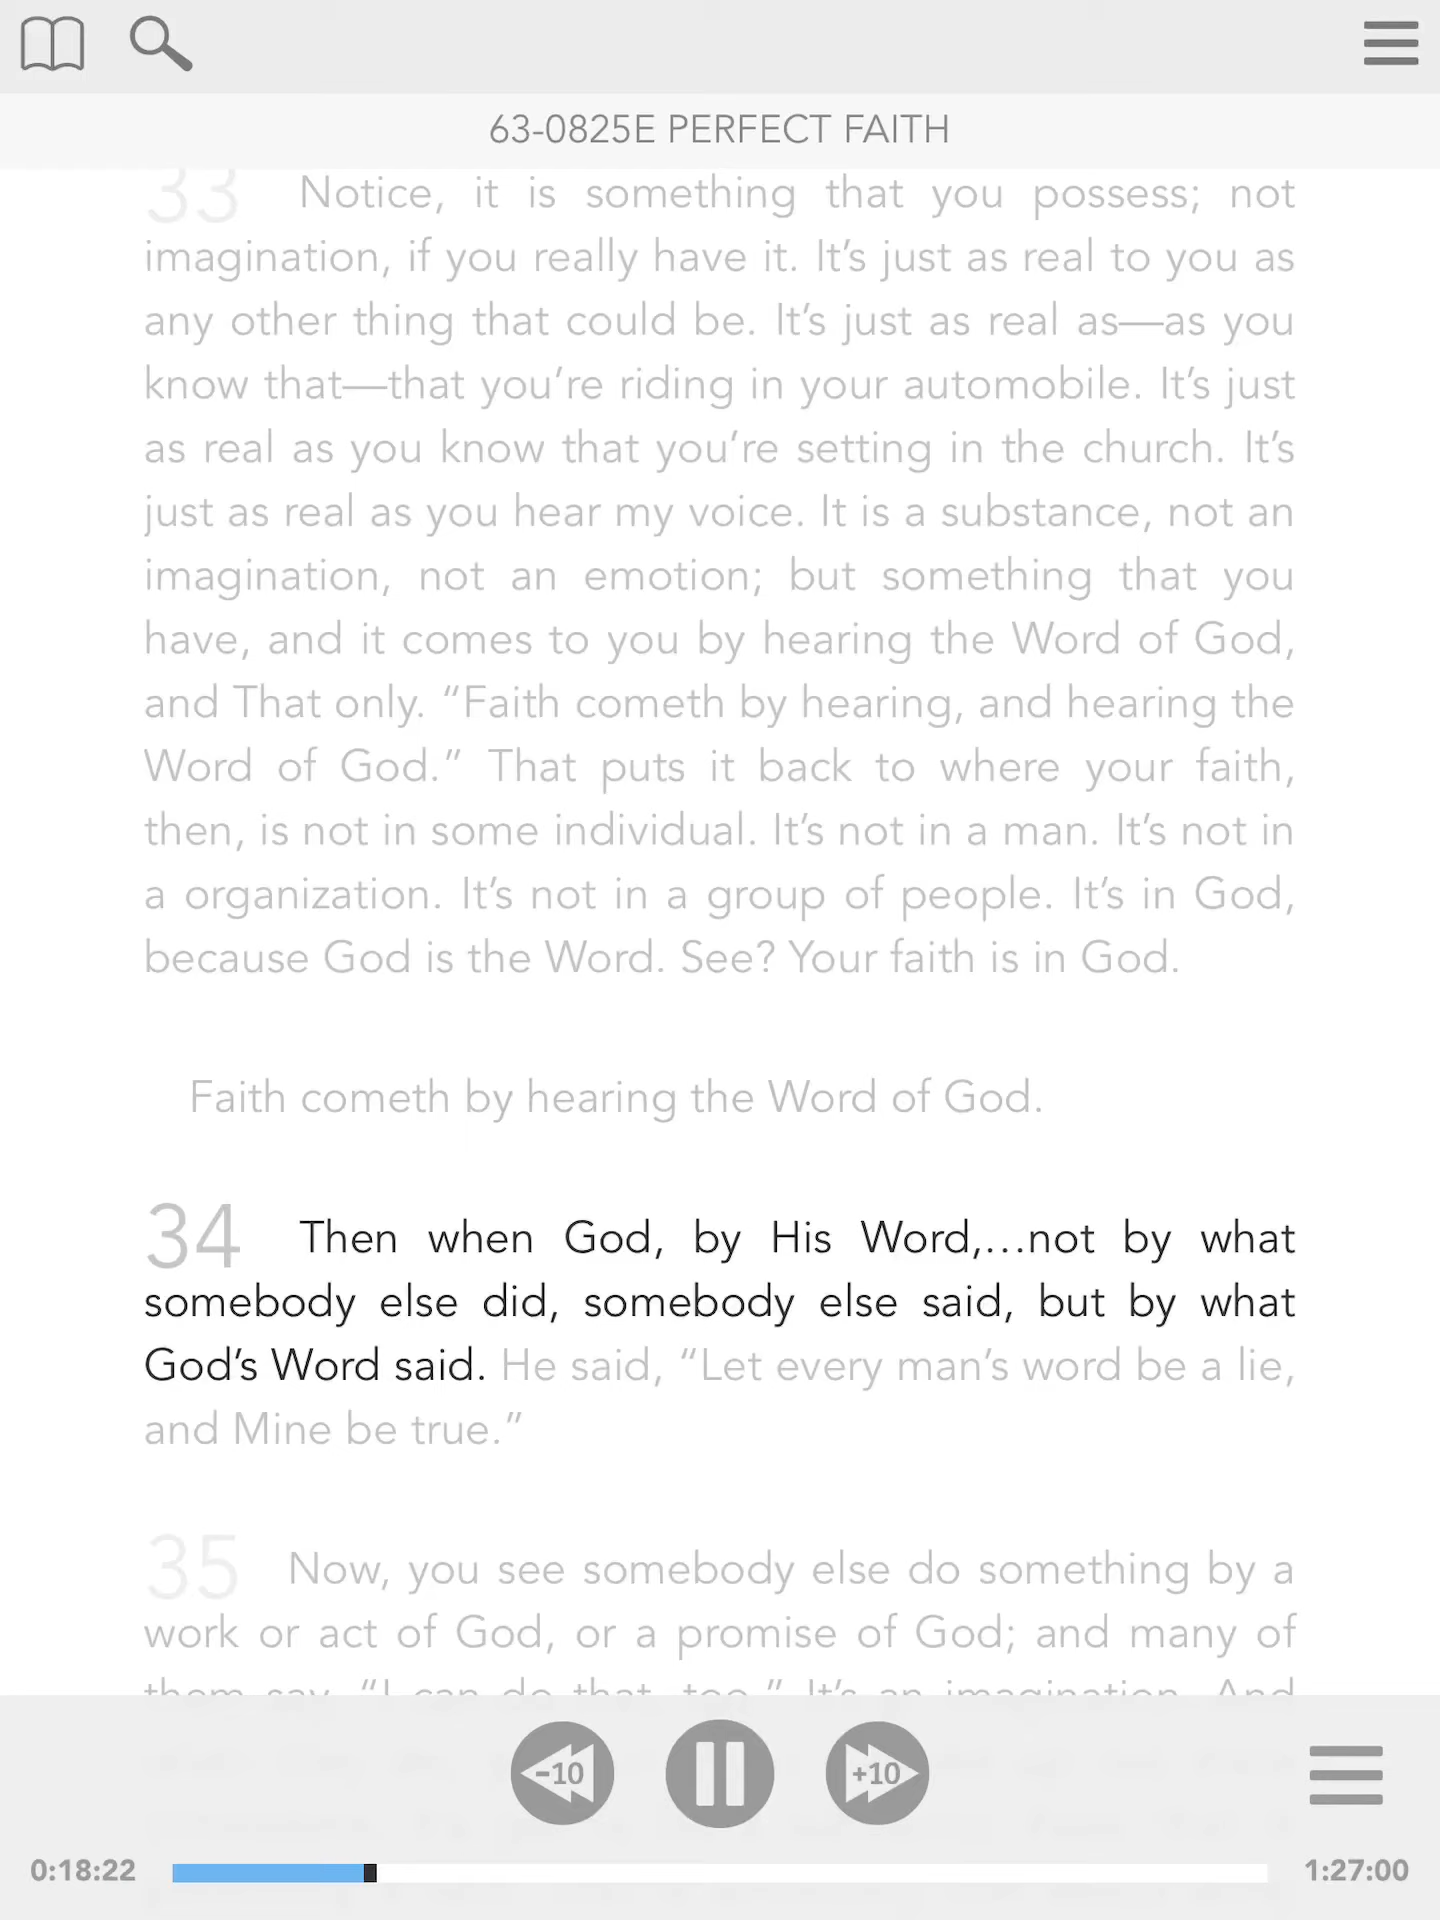 63-0825E PERFECT FAITH
33 Notice, it is something that you possess; not
imagination, if you really have it. It’s just as real to you as
any other thing that could be. It’s just as real as—as you
know that—that you’re riding in your automobile. It’s just
as real as you know that you’re setting in the church. It’s
just as real as you hear my voice. It is a substance, not an
imagination, not an emotion; but something that you
have, and it comes to you by hearing the Word of God,
and That only. “Faith cometh by hearing, and hearing the
Word of God.” That puts it back to where your faith,
then, is not in some individual. It’s not in a man. It’s not in
a organization. It’s not in a group of people. It’s in God,
because God is the Word. See? Your faith is in God.
Faith cometh by hearing the Word of God.
34 Then when God, by His Word,…not by what
somebody else did, somebody else said, but by what
God’s Word said. He said, “Let every man’s word be a lie,
and Mine be true.”
35 Now, you see somebody else do something by a
work or act of God, or a promise of God; and many of
them say, “I can do that, too.” It’s an imagination. And
-10 +10
0:18:22 1:27:00